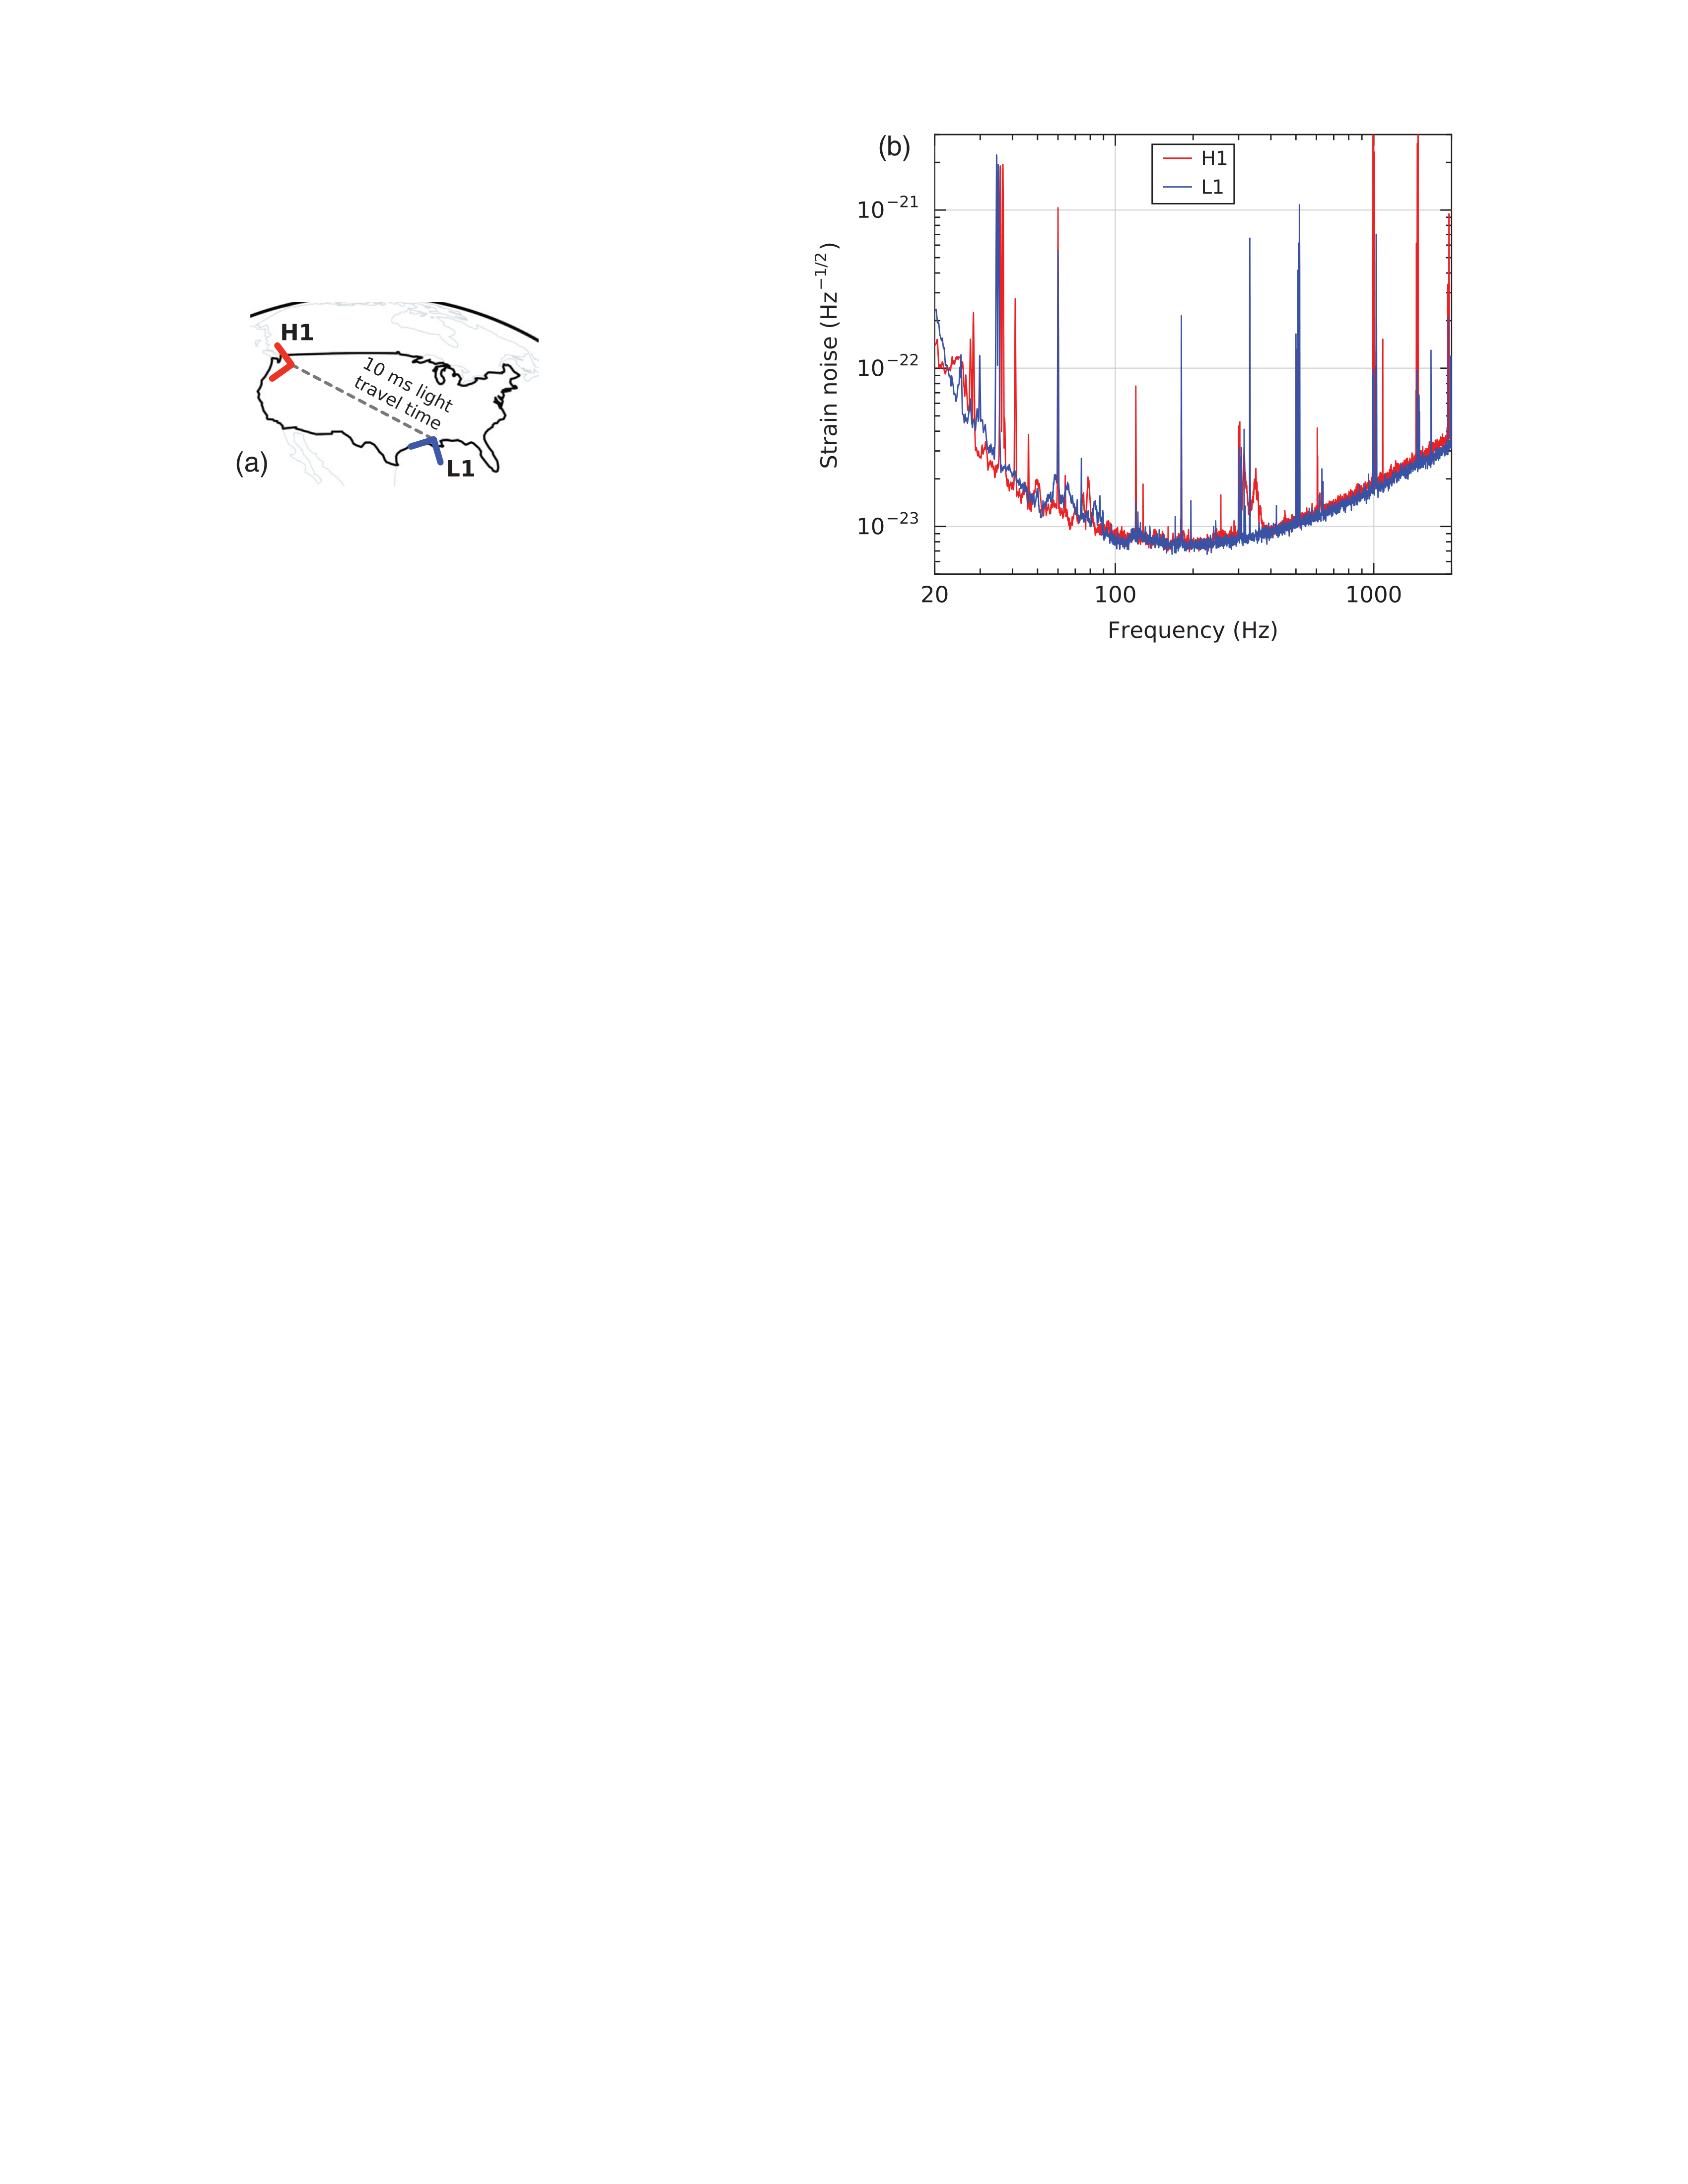 H1
10 ms light
travel time
(a)
L1
(b)
H1
L1
10⁻²¹
10⁻²²
10⁻²³
Strain noise (Hz⁻¹/²)
20
100
1000
Frequency (Hz)